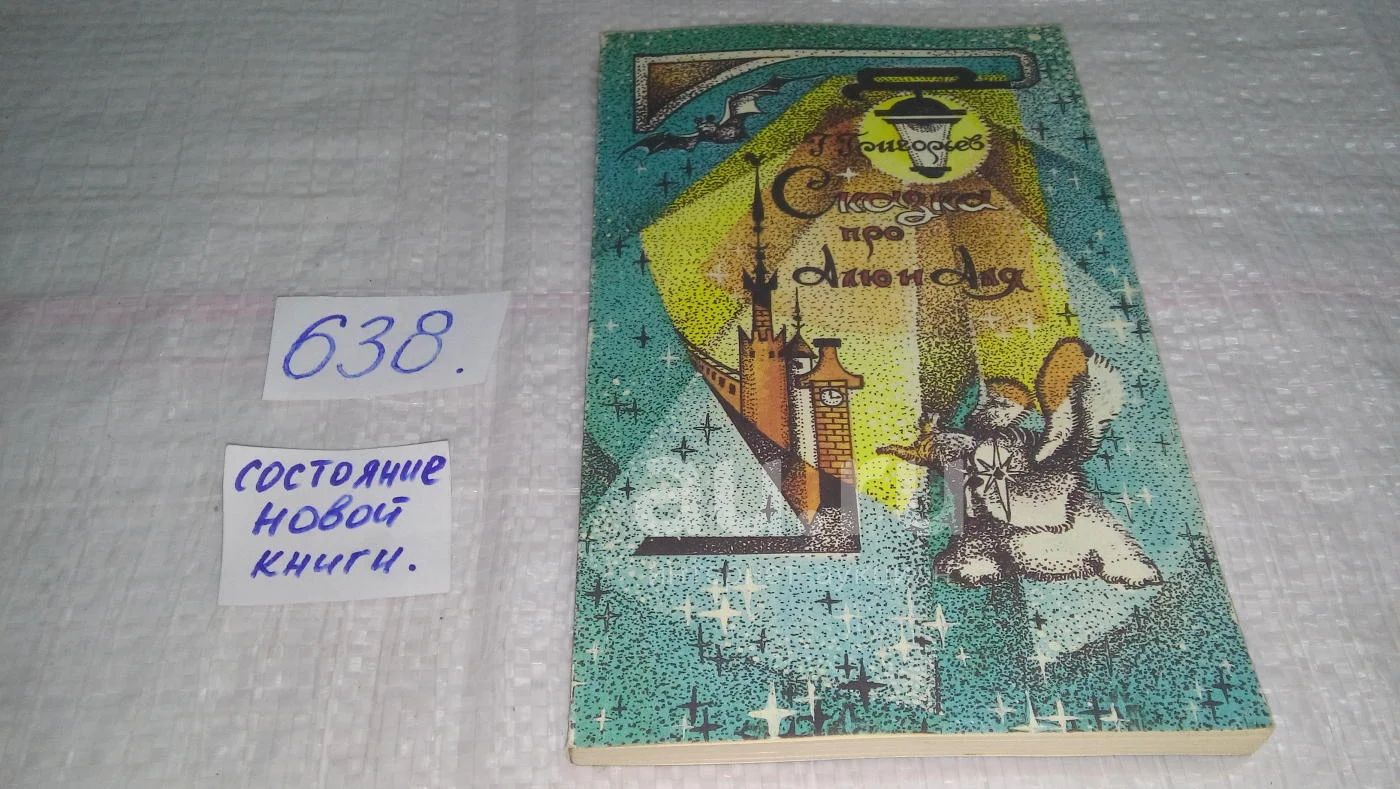 Г Григорьев
Сказка
про
Алю и Аля
638.
состояние
новой
книги.